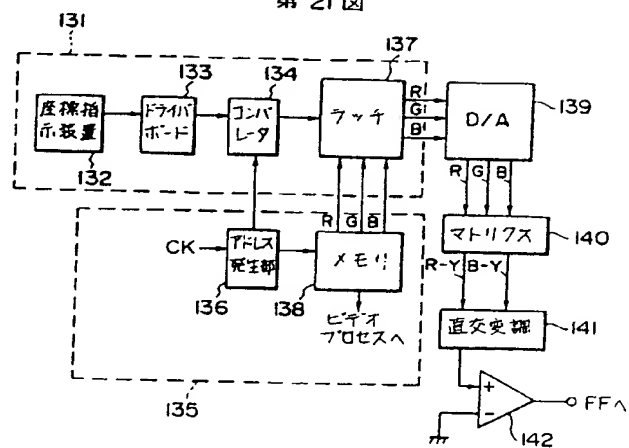 第21図
131
133
134
137
座標指
示装置
ドライバ
ボード
コンパ
レータ
ラッチ
R'
G'
B'
D/A
139
132
R G B
R G B
CK
アドレス
発生部
メモリ
マトリクス
140
136
138
R-Y B-Y
ビデオ
プロセスへ
直交変調
141
135
+
-
FFへ
142